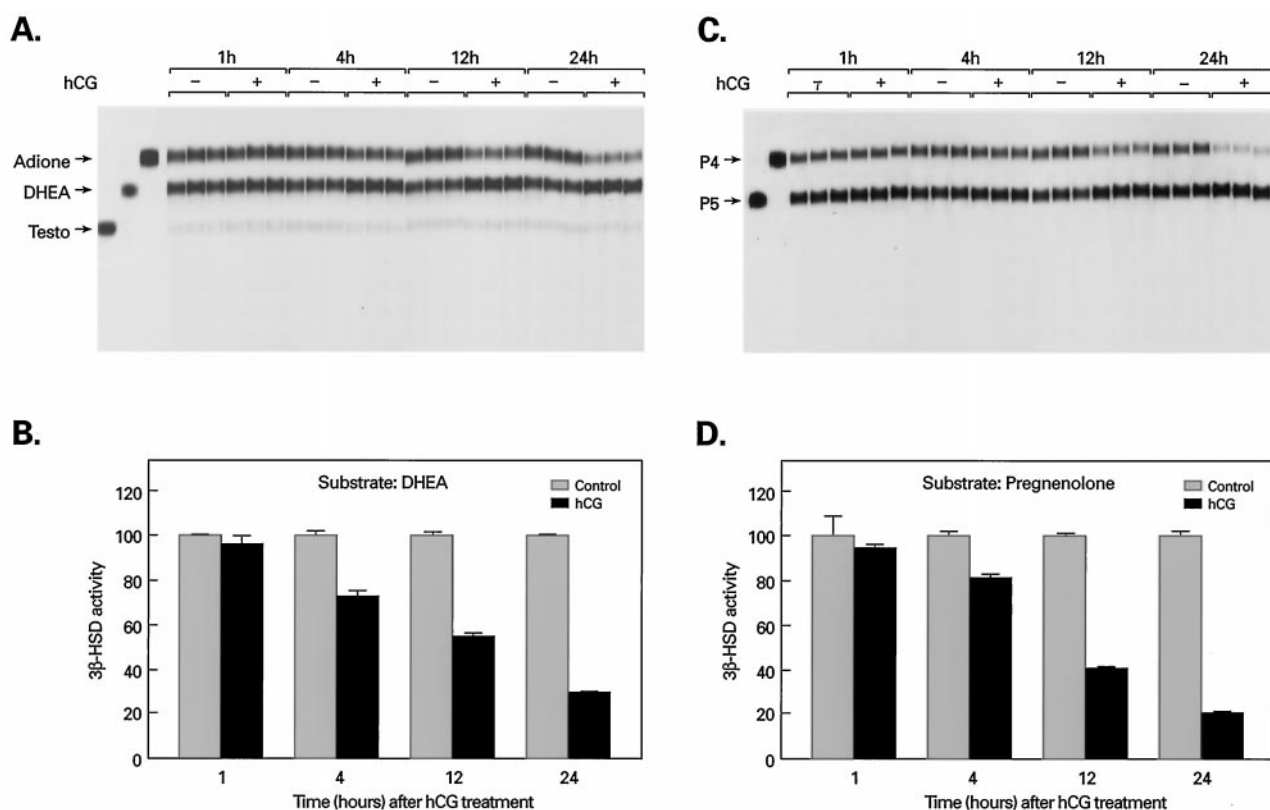 A.
1h 4h 12h 24h
hCG – + – + – + – +
Adione →
DHEA →
Testo →
C.
1h 4h 12h 24h
hCG – + – + – + – +
P4 →
P5 →
B.
Substrate: DHEA
Control
hCG
120
100
80
60
40
20
0
3β-HSD activity
1 4 12 24
Time (hours) after hCG treatment
D.
Substrate: Pregnenolone
Control
hCG
120
100
80
60
40
20
0
3β-HSD activity
1 4 12 24
Time (hours) after hCG treatment